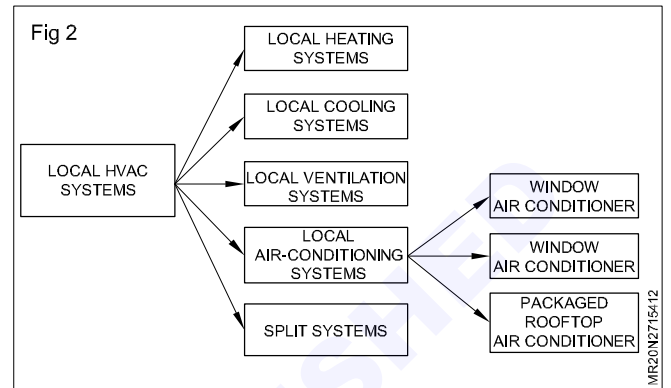 Fig 2
LOCAL HVAC
SYSTEMS
LOCAL HEATING
SYSTEMS
LOCAL COOLING
SYSTEMS
LOCAL VENTILATION
SYSTEMS
LOCAL
AIR-CONDITIONING
SYSTEMS
SPLIT SYSTEMS
WINDOW
AIR CONDITIONER
WINDOW
AIR CONDITIONER
PACKAGED
ROOFTOP
AIR CONDITIONER
MR20N2715412